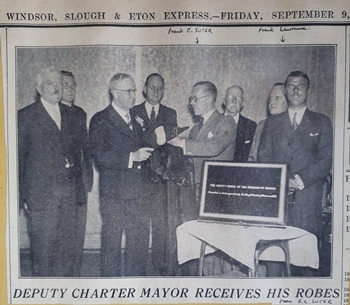 WINDSOR, SLOUGH & ETON EXPRESS.—FRIDAY, SEPTEMBER 9,
Frank C. SUTER
Frank Lawrence
DEPUTY CHARTER MAYOR RECEIVES HIS ROBES
from F.C SUTER